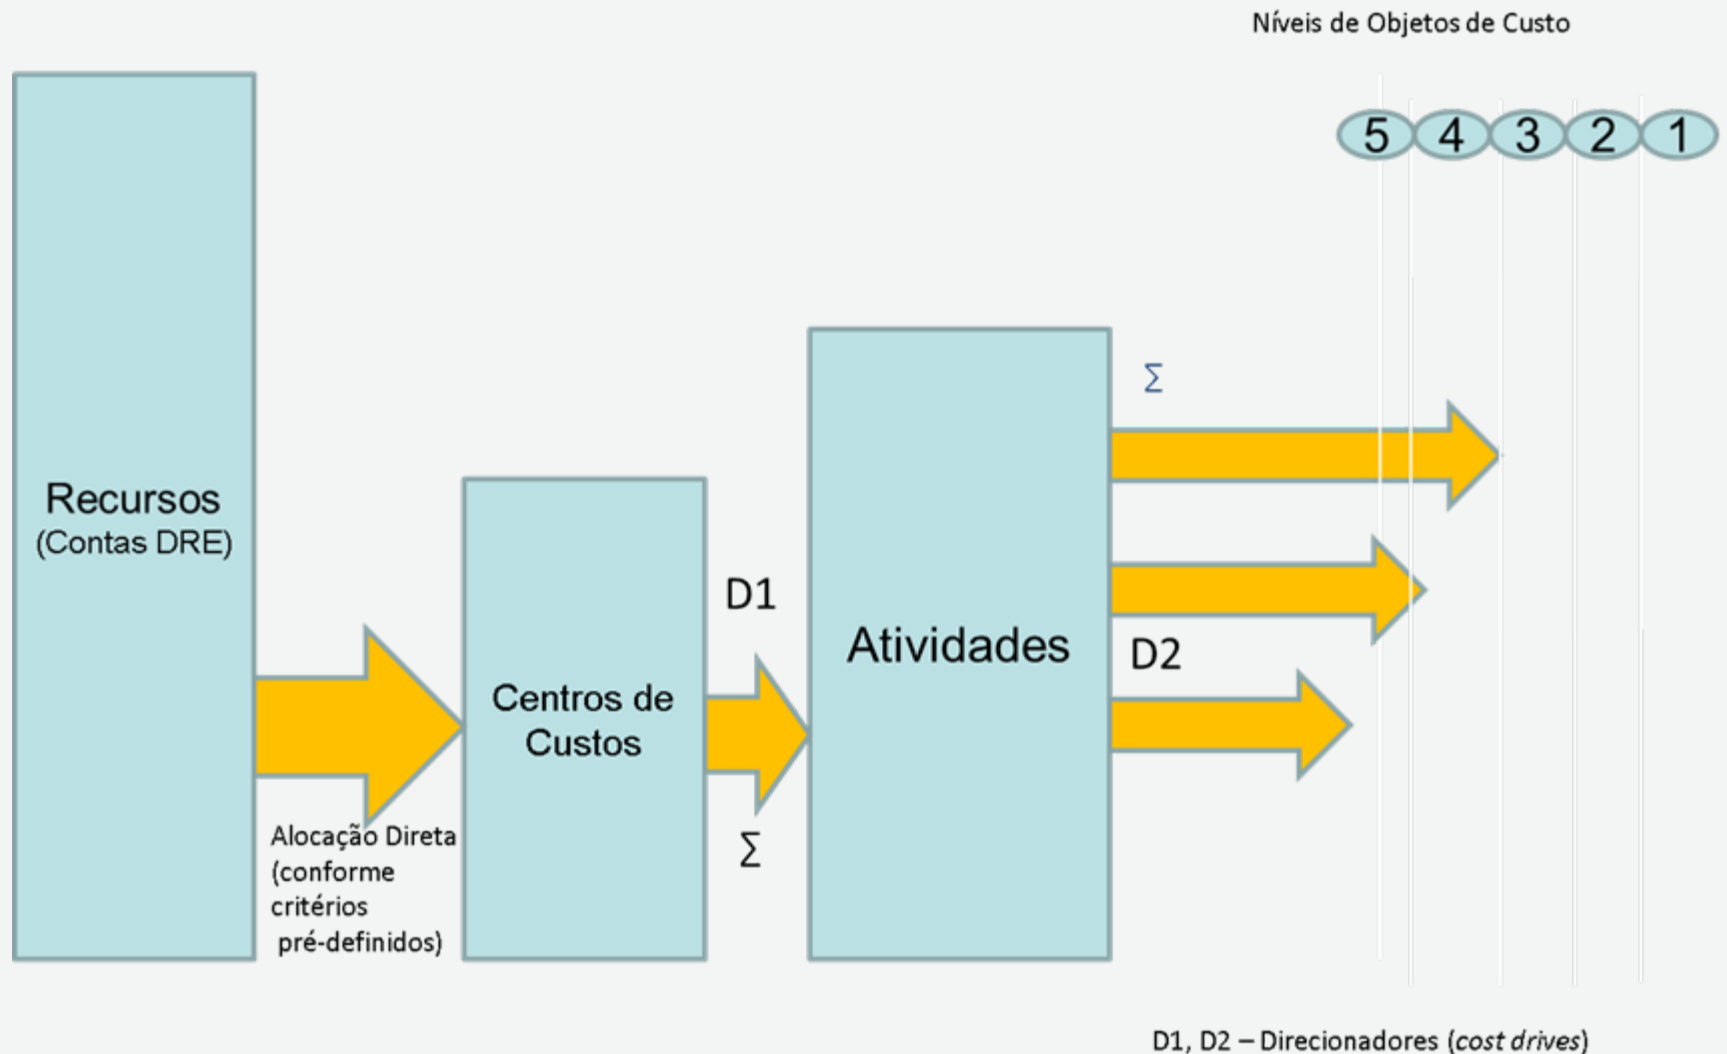 Níveis de Objetos de Custo
5 4 3 2 1
Σ
Recursos
(Contas DRE)
D1
Atividades
D2
Centros de
Custos
Alocação Direta
(conforme
critérios
pré-definidos)
Σ
D1, D2 – Direcionadores (cost drives)